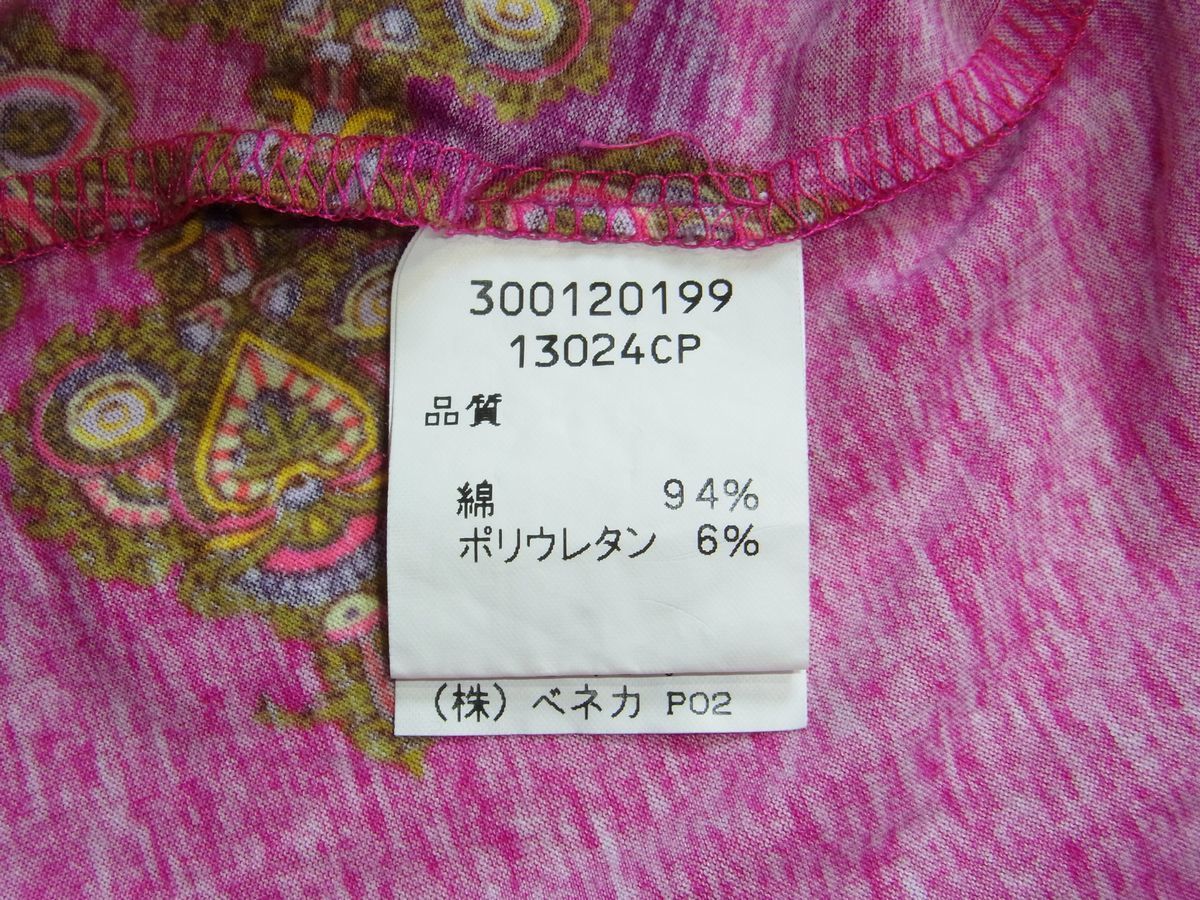 300120199
13024CP
品質
綿 94%
ポリウレタン 6%
(株) ベネカ P02